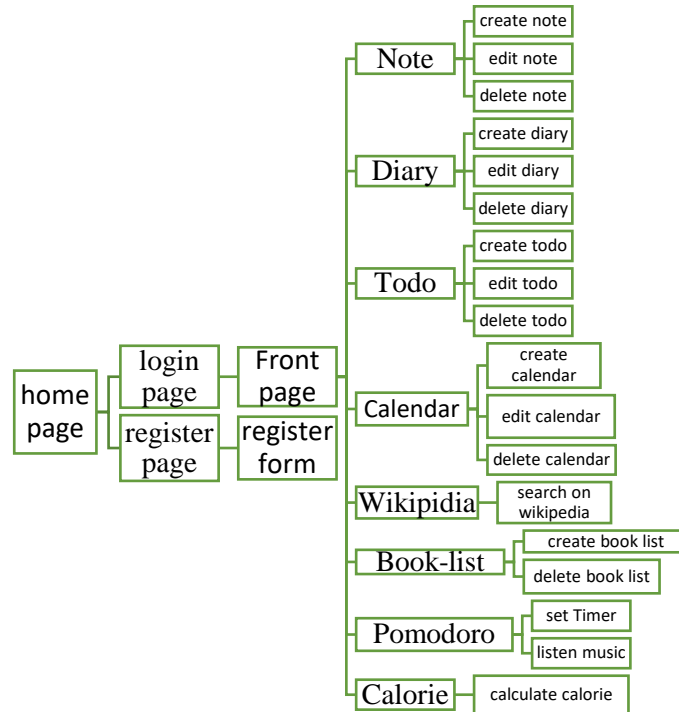 home
page
login
page
register
page
Front
page
register
form
Note
create note
edit note
delete note
Diary
create diary
edit diary
delete diary
Todo
create todo
edit todo
delete todo
Calendar
create
calendar
edit calendar
delete calendar
Wikipidia
search on
wikipedia
Book-list
create book list
delete book list
Pomodoro
set Timer
listen music
Calorie
calculate calorie